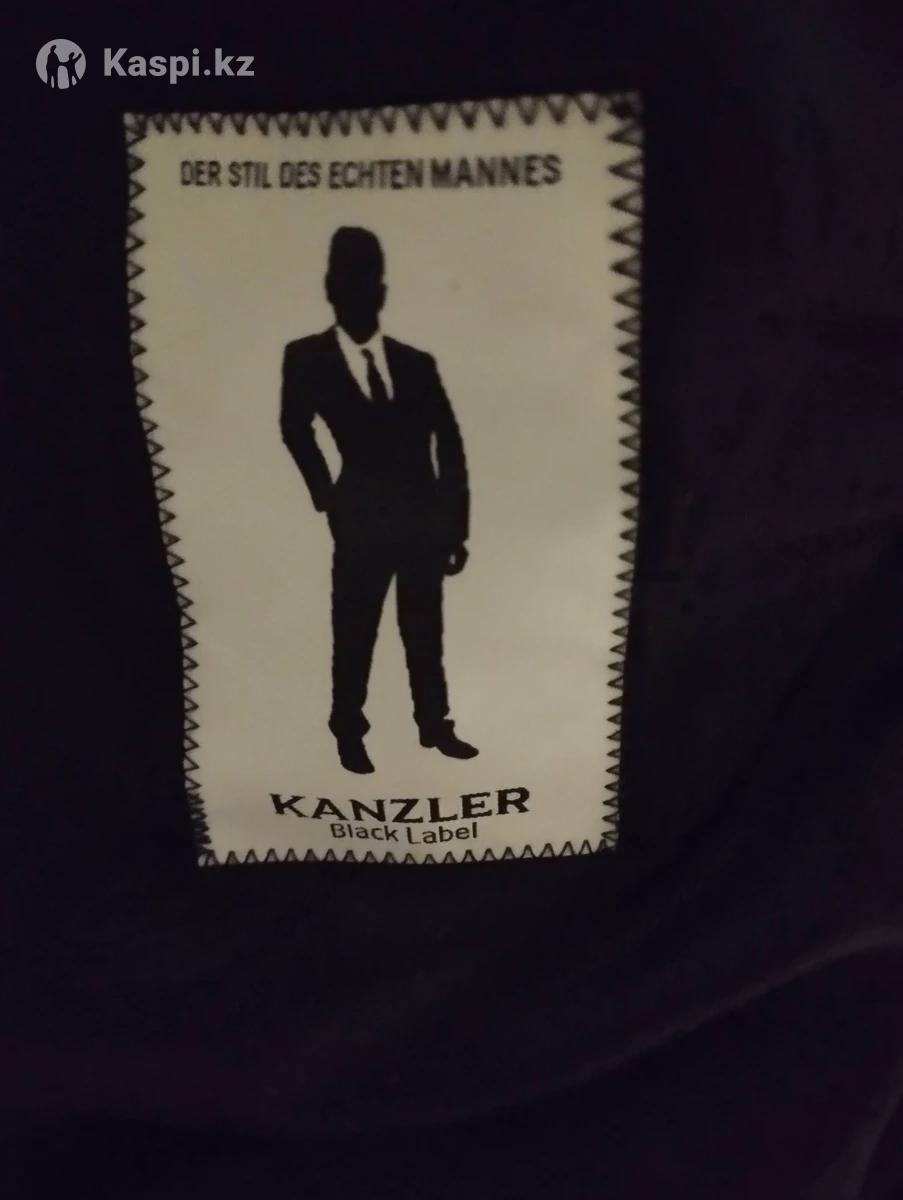 Kaspi.kz
DER STIL DES ECHTEN MANNES
KANZLER
Black Label